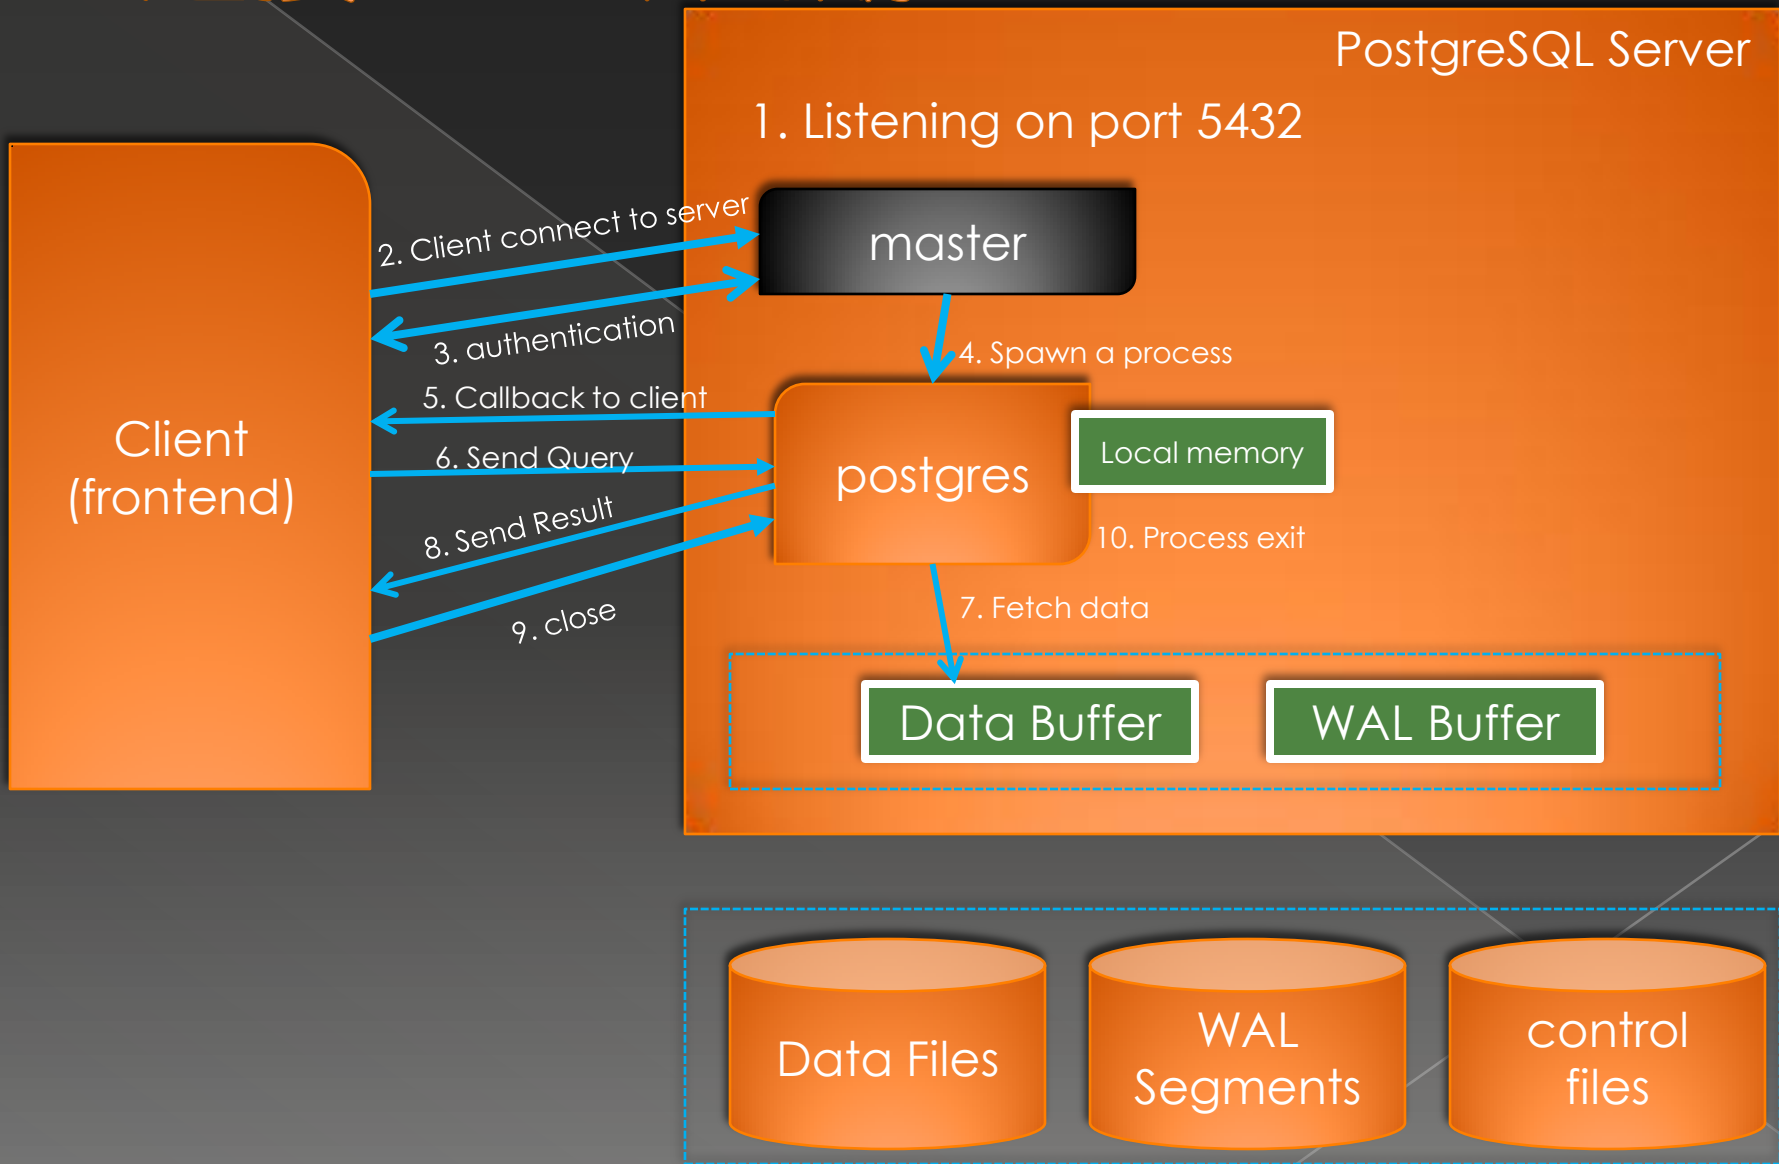 PostgreSQL Server
1. Listening on port 5432
master
2. Client connect to server
3. authentication
4. Spawn a process
5. Callback to client
Client
(frontend)
6. Send Query
postgres
Local memory
8. Send Result
10. Process exit
9. close
7. Fetch data
Data Buffer
WAL Buffer
Data Files
WAL
Segments
control
files